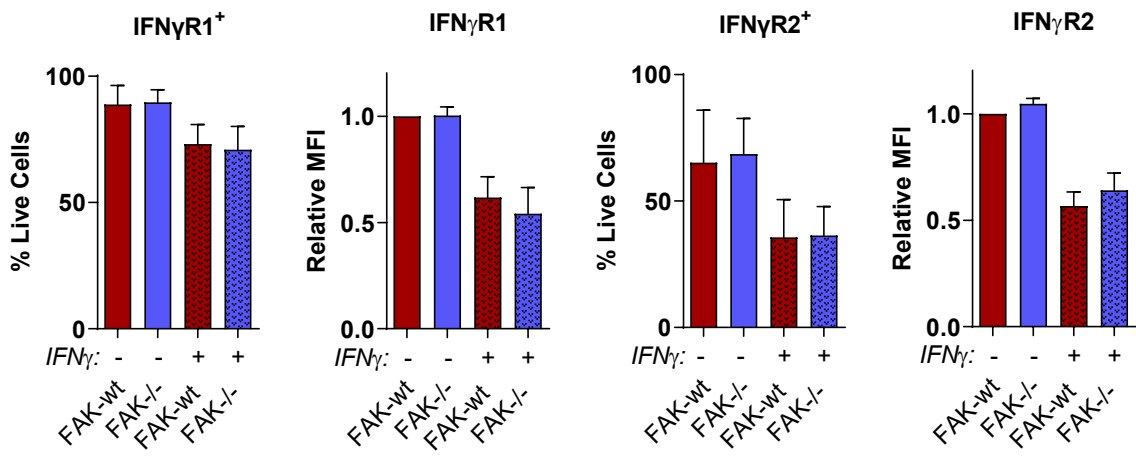 IFNγR1+
% Live Cells
100
50
0
IFNγ: - - + +
FAK-wt
FAK-/-
FAK-wt
FAK-/-
IFNγR1
Relative MFI
1.0
0.5
0.0
IFNγ: - - + +
FAK-wt
FAK-/-
FAK-wt
FAK-/-
IFNγR2+
% Live Cells
100
50
0
IFNγ: - - + +
FAK-wt
FAK-/-
FAK-wt
FAK-/-
IFNγR2
Relative MFI
1.0
0.5
0.0
IFNγ: - - + +
FAK-wt
FAK-/-
FAK-wt
FAK-/-